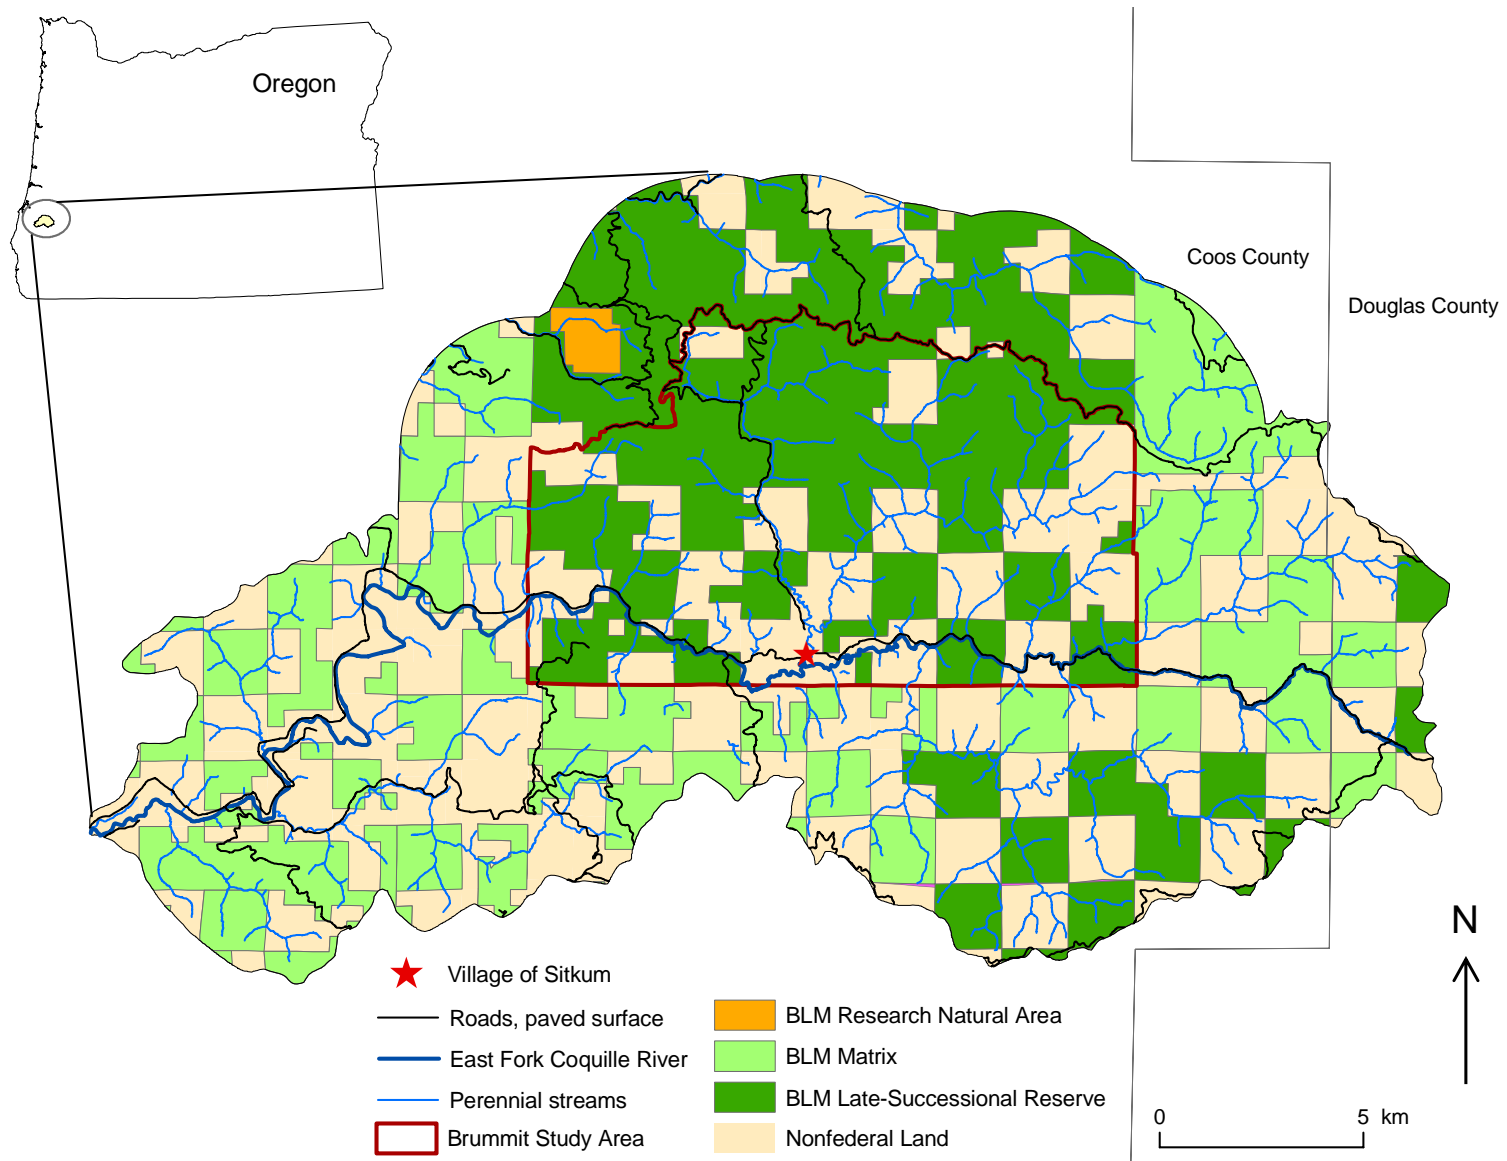 Oregon
Coos County
Douglas County
N
Village of Sitkum
Roads, paved surface
East Fork Coquille River
Perennial streams
Brummit Study Area
BLM Research Natural Area
BLM Matrix
BLM Late-Successional Reserve
Nonfederal Land
0 5 km